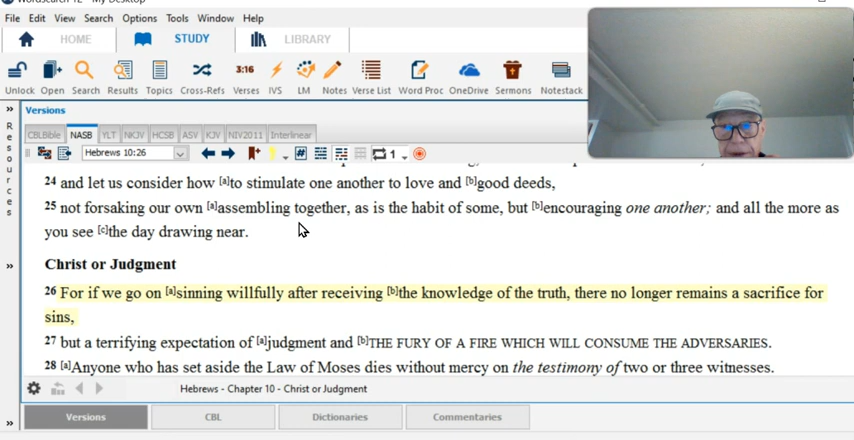 Wordsearch 12 - My Desktop
File Edit View Search Options Tools Window Help
HOME STUDY LIBRARY
3:16
Unlock Open Search Results Topics Cross-Refs Verses IVS LM Notes Verse List Word Proc OneDrive Sermons Notestack
» Versions
Resources
CBLBible NASB YLT NKJV HCSB ASV KJV NIV2011 Interlinear
Hebrews 10:26 1
24 and let us consider how [a]to stimulate one another to love and [b]good deeds,
25 not forsaking our own [a]assembling together, as is the habit of some, but [b]encouraging one another; and all the more as
you see [c]the day drawing near.
» Christ or Judgment
26 For if we go on [a]sinning willfully after receiving [b]the knowledge of the truth, there no longer remains a sacrifice for
sins,
27 but a terrifying expectation of [a]judgment and [b]THE FURY OF A FIRE WHICH WILL CONSUME THE ADVERSARIES.
28 [a]Anyone who has set aside the Law of Moses dies without mercy on the testimony of two or three witnesses.
Hebrews - Chapter 10 - Christ or Judgment
» Versions CBL Dictionaries Commentaries